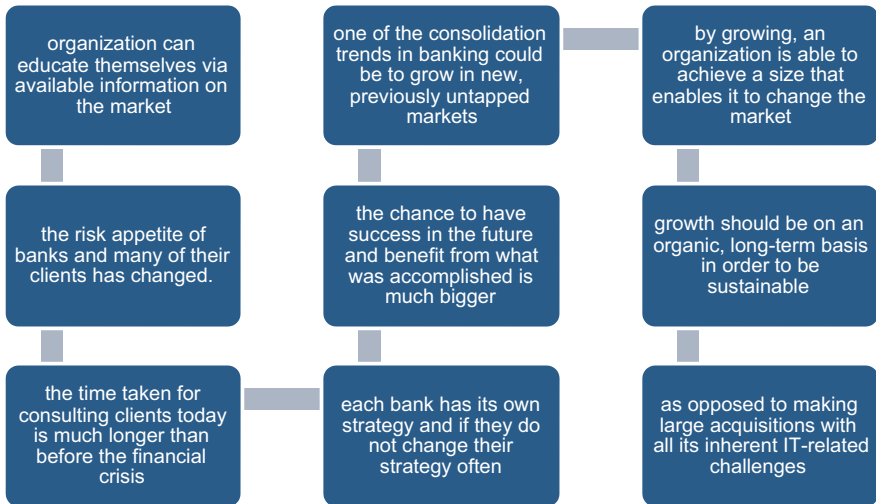 organization can
educate themselves via
available information on
the market
the risk appetite of
banks and many of their
clients has changed.
the time taken for
consulting clients today
is much longer than
before the financial
crisis
each bank has its own
strategy and if they do
not change their
strategy often
the chance to have
success in the future
and benefit from what
was accomplished is
much bigger
one of the consolidation
trends in banking could
be to grow in new,
previously untapped
markets
by growing, an
organization is able to
achieve a size that
enables it to change the
market
growth should be on an
organic, long-term basis
in order to be
sustainable
as opposed to making
large acquisitions with
all its inherent IT-related
challenges